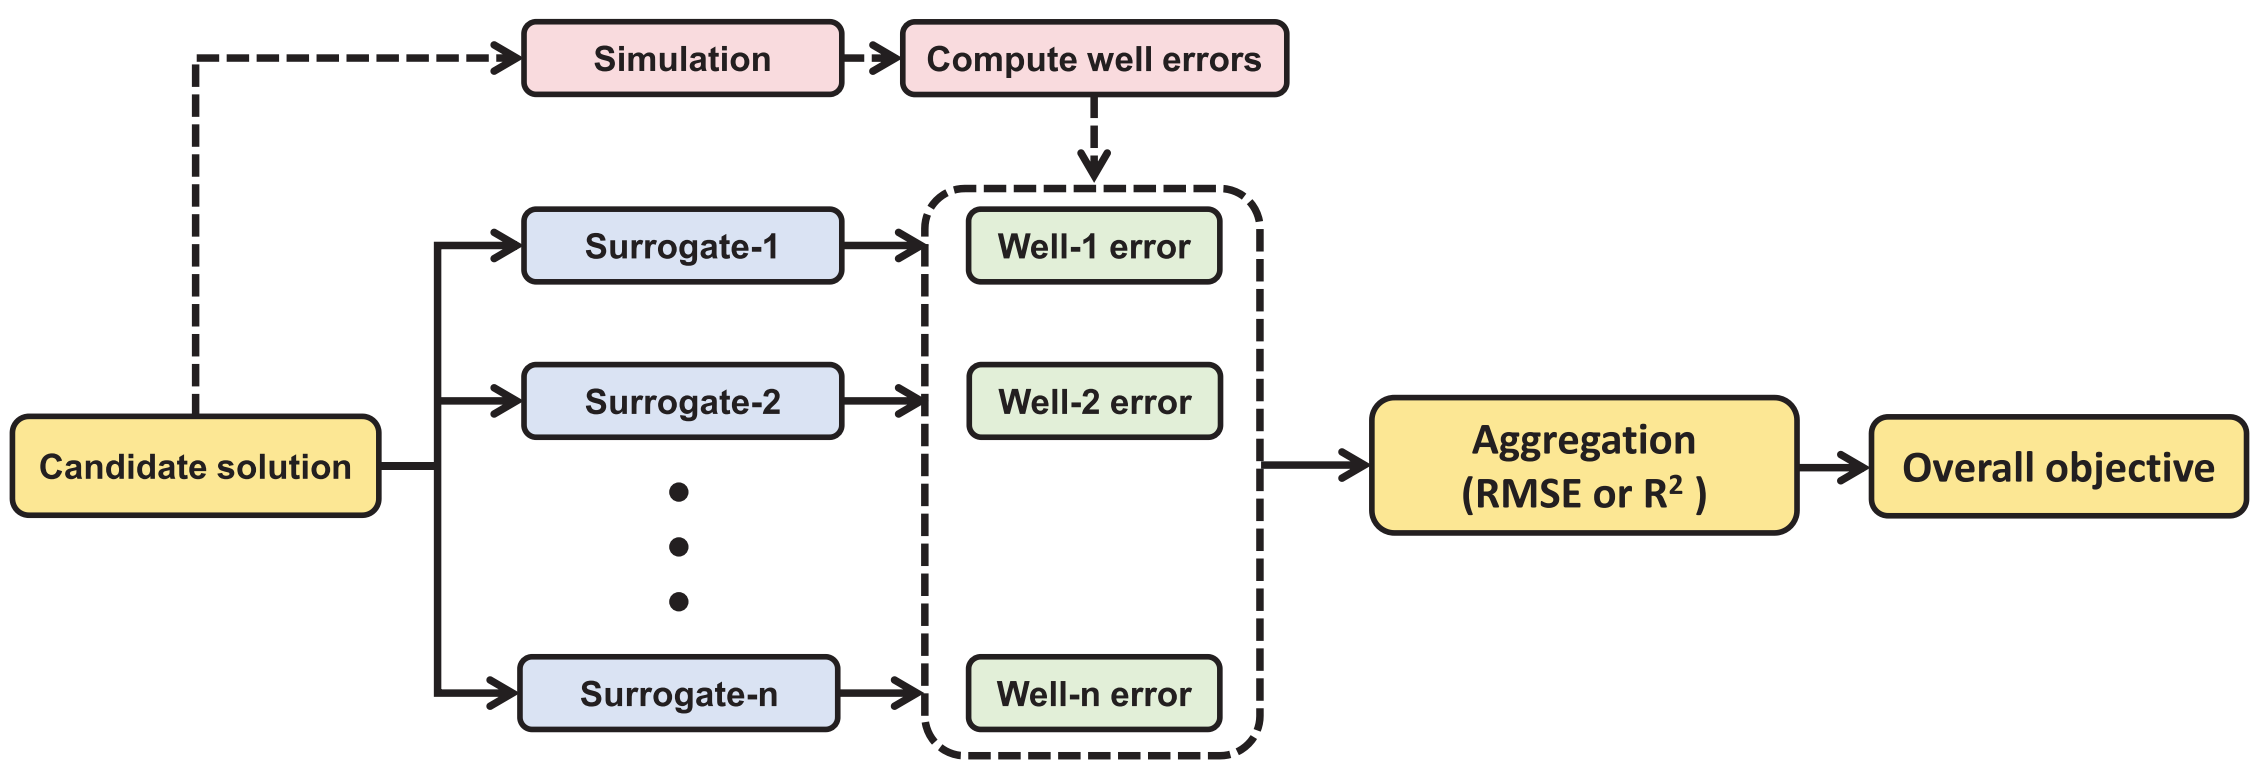 Simulation
Compute well errors
Surrogate-1
Well-1 error
Surrogate-2
Well-2 error
Candidate solution
Aggregation
(RMSE or R² )
Overall objective
Surrogate-n
Well-n error